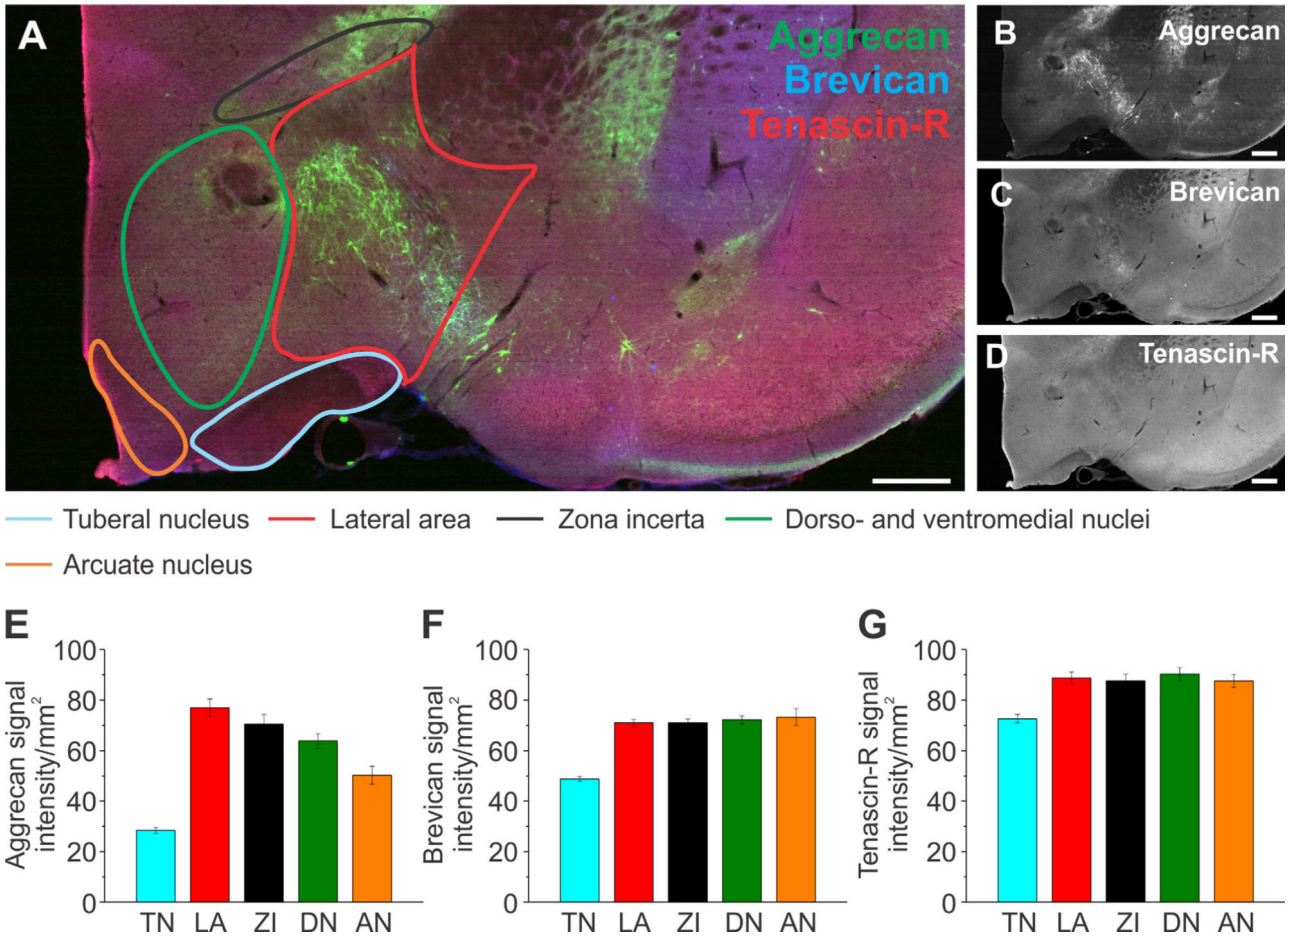 A
Aggrecan
Brevican
Tenascin-R
B
Aggrecan
C
Brevican
D
Tenascin-R
Tuberal nucleus Lateral area Zona incerta Dorso- and ventromedial nuclei
Arcuate nucleus
E
Aggrecan signal
intensity/mm²
100
80
60
40
20
0
TN LA ZI DN AN
F
Brevican signal
intensity/mm²
100
80
60
40
20
0
TN LA ZI DN AN
G
Tenascin-R signal
intensity/mm²
100
80
60
40
20
0
TN LA ZI DN AN